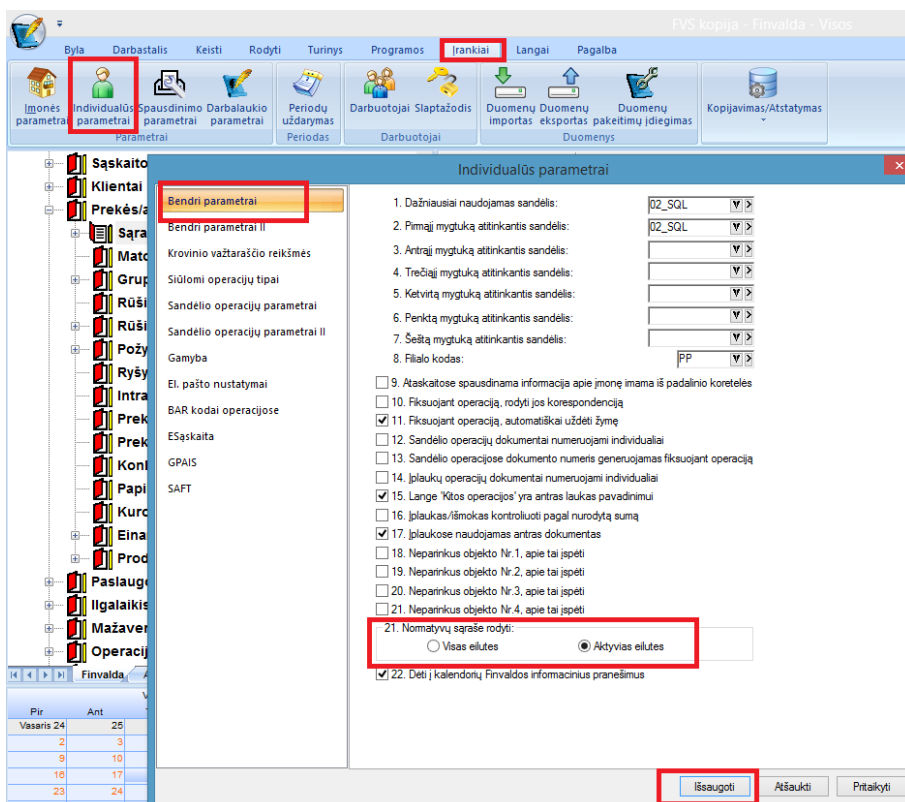 FVS kopija - Finvalda - Visos
Byla Darbastalis Keisti Rodyti Turinys Programos Įrankiai Langai Pagalba
Įmonės parametrai
Individualūs parametrai
Spausdinimo parametrai
Darbalaukio parametrai
Periodų uždarymas
Darbuotojai
Slaptažodis
Duomenų importas
Duomenų eksportas
Duomenų pakeitimų įdiegimas
Kopijavimas/Atstatymas
Parametrai Periodas Darbuotojai Duomenys
Sąskaito
Klientai
Prekės/a
Sąra
Mato
Grup
Rūši
Rūši
Požy
Ryšy
Intra
Prek
Prek
Konl
Papi
Kuro
Eina
Prod
Paslaugo
Ilgalaikis
Mažaver
Operacij
Finvalda
Pir Ant
Vasaris 24 25
2 3
9 10
16 17
23 24
Individualūs parametrai
Bendri parametrai
Bendri parametrai II
Krovinio važtaraščio reikšmės
Siūlomi operacijų tipai
Sandėlio operacijų parametrai
Sandėlio operacijų parametrai II
Gamyba
El. pašto nustatymai
BAR kodai operacijose
ESąskaita
GPAIS
SAFT
1. Dažniausiai naudojamas sandėlis: 02_SQL
2. Pirmąjį mygtuką atitinkantis sandėlis: 02_SQL
3. Antrąjį mygtuką atitinkantis sandėlis:
4. Trečiąjį mygtuką atitinkantis sandėlis:
5. Ketvirtą mygtuką atitinkantis sandėlis:
6. Penktą mygtuką atitinkantis sandėlis:
7. Šeštą mygtuką atitinkantis sandėlis:
8. Filialo kodas: PP
9. Ataskaitose spausdinama informacija apie įmonę imama iš padalinio koretelės
10. Fiksuojant operaciją, rodyti jos korespondenciją
11. Fiksuojant operaciją, automatiškai uždėti žymę
12. Sandėlio operacijų dokumentai numeruojami individualiai
13. Sandėlio operacijose dokumento numeris generuojamas fiksuojant operaciją
14. Įplaukų operacijų dokumentai numeruojami individualiai
15. Lange 'Kitos operacijos' yra antras laukas pavadinimui
16. Įplaukas/išmokas kontroliuoti pagal nurodytą sumą
17. Įplaukose naudojamas antras dokumentas
18. Neparinkus objekto Nr.1, apie tai įspėti
19. Neparinkus objekto Nr.2, apie tai įspėti
20. Neparinkus objekto Nr.3, apie tai įspėti
21. Neparinkus objekto Nr.4, apie tai įspėti
21. Normatyvų sąraše rodyti:
Visas eilutes Aktyvias eilutes
22. Dėti į kalendorių Finvaldos informacinius pranešimus
Išsaugoti Atšaukti Pritaikyti